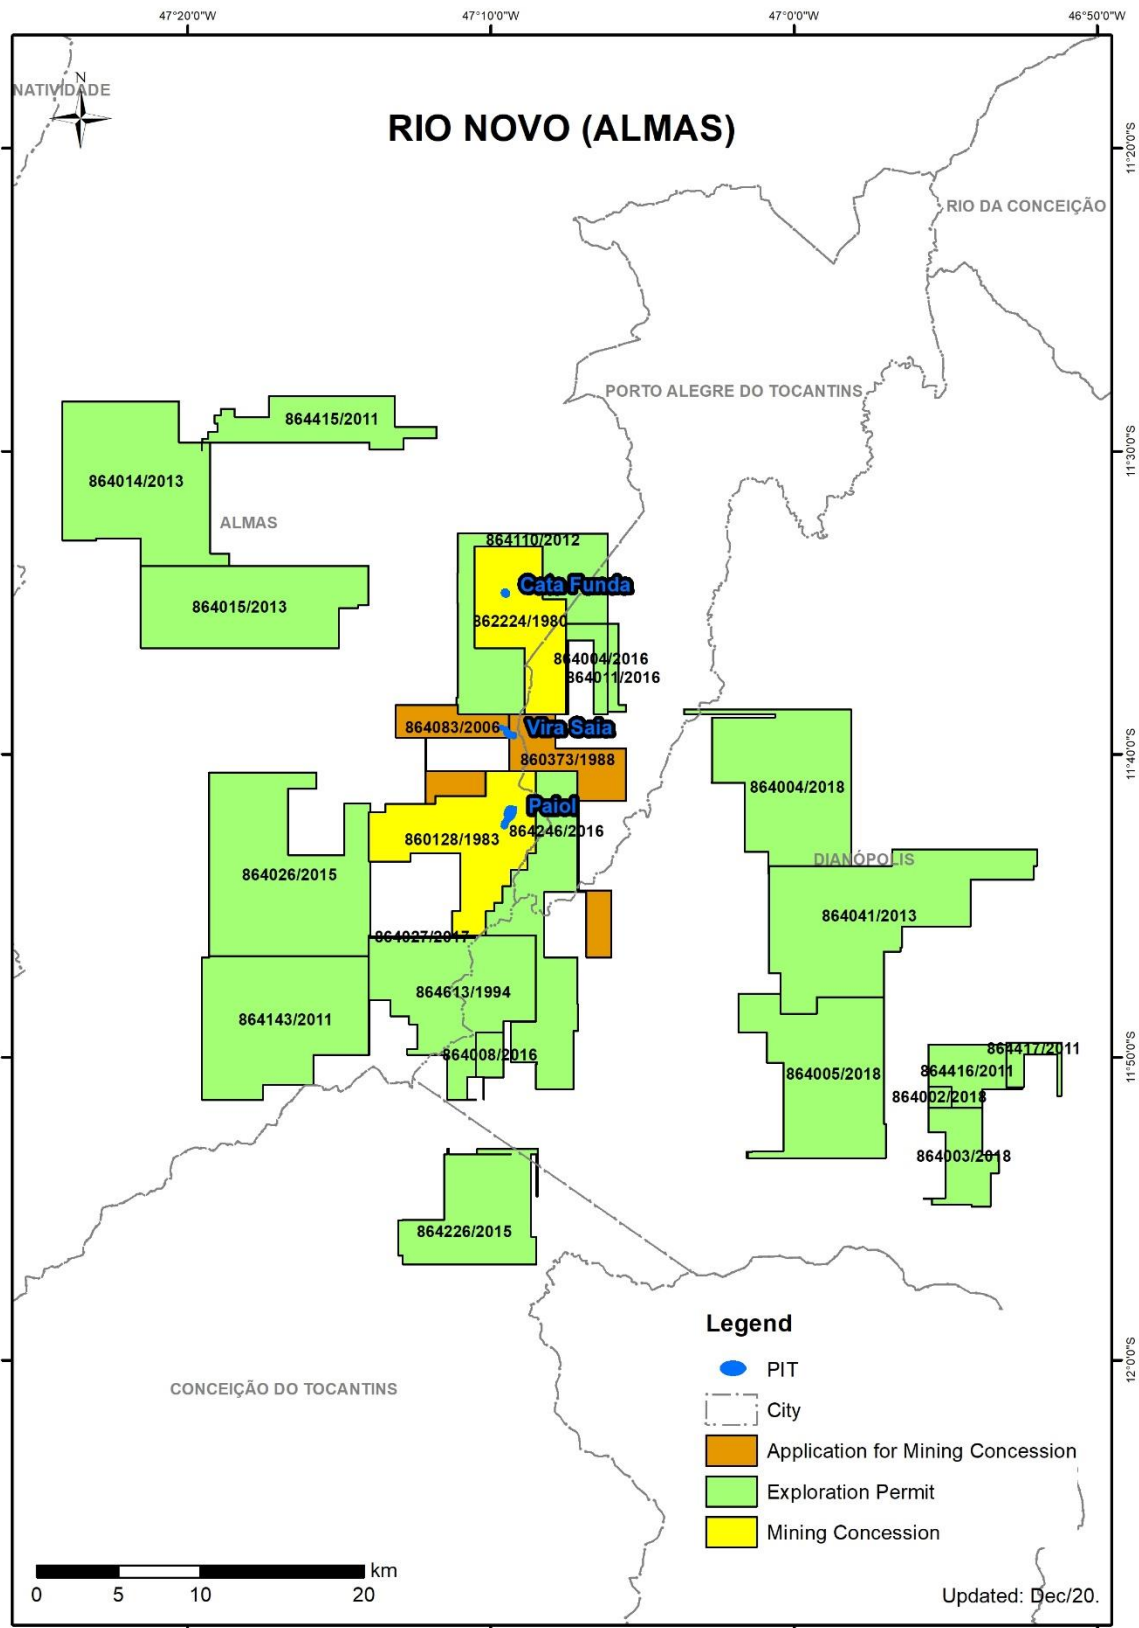 47°20'0"W
47°10'0"W
47°0'0"W
46°50'0"W
N
NATIVIDADE
RIO NOVO (ALMAS)
11°20'0"S
RIO DA CONCEIÇÃO
PORTO ALEGRE DO TOCANTINS
864415/2011
11°30'0"S
864014/2013
ALMAS
864110/2012
Cata Funda
864015/2013
862224/1980
864004/2016
864011/2016
864083/2006
Vira Saia
11°40'0"S
860373/1988
864004/2018
Paiol
864246/2016
860128/1983
DIANÓPOLIS
864026/2015
864041/2013
864027/2017
864613/1994
864143/2011
864417/2011
864008/2016
11°50'0"S
864416/2011
864005/2018
864002/2018
864003/2018
864226/2015
Legend
PIT
12°0'0"S
CONCEIÇÃO DO TOCANTINS
City
Application for Mining Concession
Exploration Permit
Mining Concession
km
0 5 10 20
Updated: Dec/20.